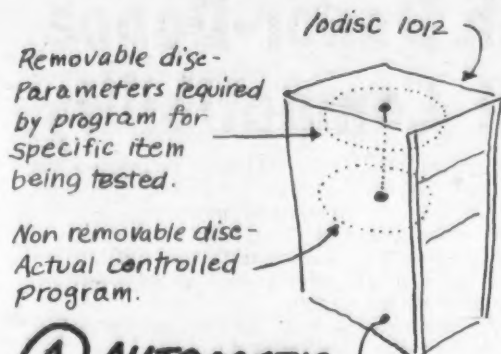 Iodisc 1012
Removable disc-
Parameters required
by program for
specific item
being tested.
Non removable disc-
Actual controlled
program.
1 AUTOMATIC